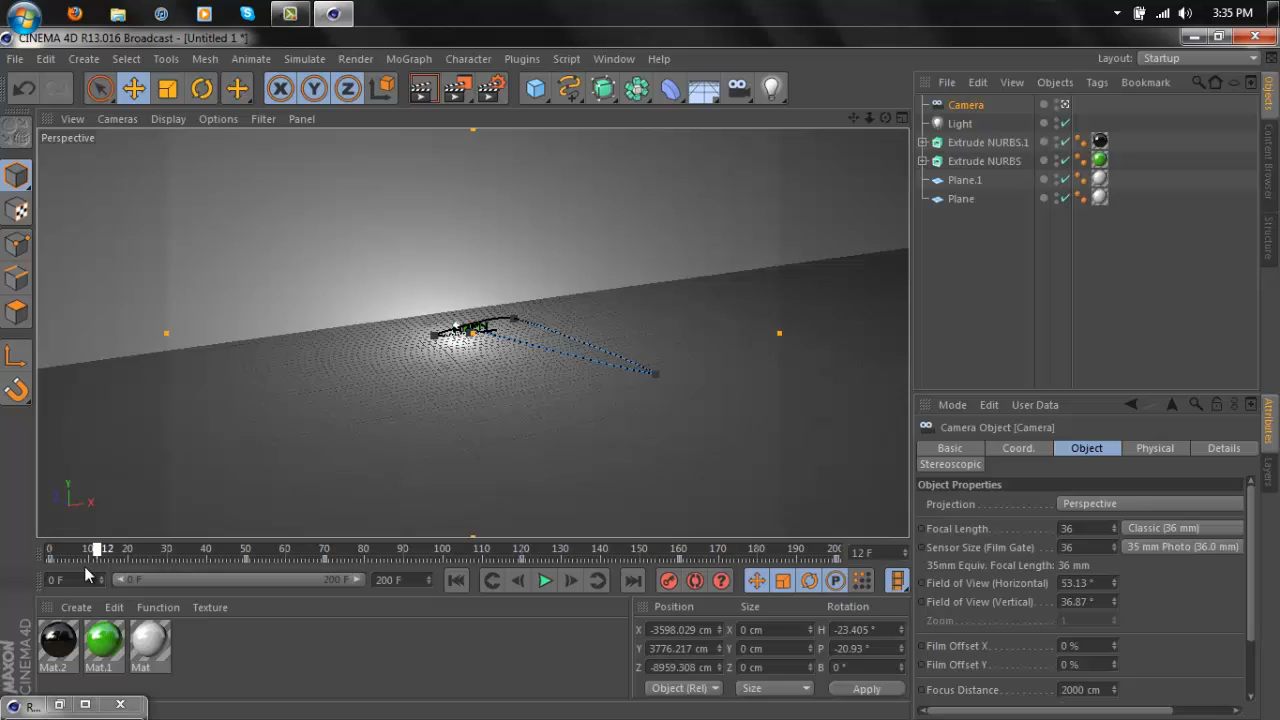 3:35 PM
CINEMA 4D R13.016 Broadcast - [Untitled 1 *]
File Edit Create Select Tools Mesh Animate Simulate Render MoGraph Character Plugins Script Window Help
Layout: Startup
X Y Z
File Edit View Objects Tags Bookmark
View Cameras Display Options Filter Panel
Perspective
Camera
Light
Extrude NURBS.1
Extrude NURBS
Plane.1
Plane
Objects
Content Browser
Structure
Mode Edit User Data
Attributes
Layers
Camera Object [Camera]
Basic Coord. Object Physical Details
Stereoscopic
Object Properties
Projection Perspective
Focal Length 36 Classic (36 mm)
Sensor Size (Film Gate) 36 35 mm Photo (36.0 mm)
35mm Equiv. Focal Length: 36 mm
Field of View (Horizontal) 53.13 °
Field of View (Vertical) 36.87 °
Zoom 1
Film Offset X 0 %
Film Offset Y 0 %
Focus Distance 2000 cm
Y
X
0 10 12 20 30 40 50 60 70 80 90 100 110 120 130 140 150 160 170 180 190 200
12 F
0 F 0 F 200 F 200 F
P
Create Edit Function Texture
Mat.2 Mat.1 Mat
Position Size Rotation
X -3598.029 cm X 0 cm H -23.405 °
Y 3776.217 cm Y 0 cm P -20.93 °
Z -8959.308 cm Z 0 cm B 0 °
Object (Rel) Size Apply
MAXON
CINEMA 4D
R...